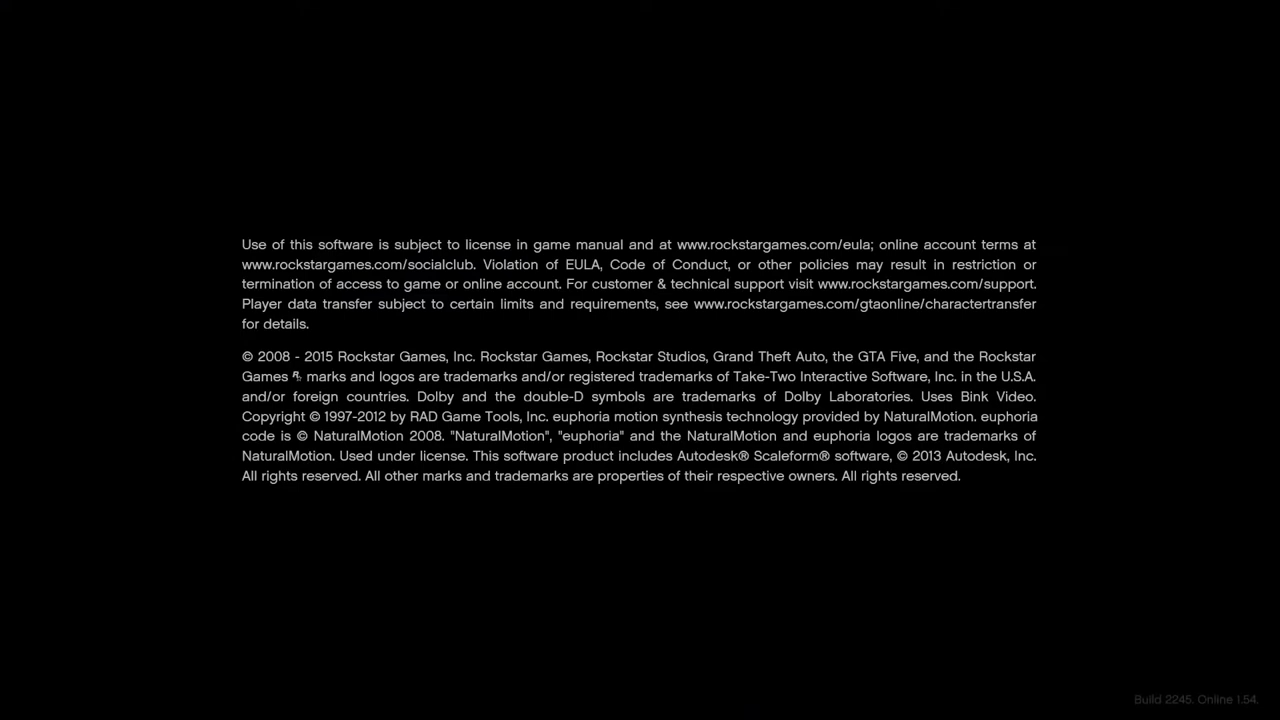 Use of this software is subject to license in game manual and at www.rockstargames.com/eula; online account terms at
www.rockstargames.com/socialclub. Violation of EULA, Code of Conduct, or other policies may result in restriction or
termination of access to game or online account. For customer & technical support visit www.rockstargames.com/support.
Player data transfer subject to certain limits and requirements, see www.rockstargames.com/gtaonline/charactertransfer
for details.
© 2008 - 2015 Rockstar Games, Inc. Rockstar Games, Rockstar Studios, Grand Theft Auto, the GTA Five, and the Rockstar
Games R* marks and logos are trademarks and/or registered trademarks of Take-Two Interactive Software, Inc. in the U.S.A.
and/or foreign countries. Dolby and the double-D symbols are trademarks of Dolby Laboratories. Uses Bink Video.
Copyright © 1997-2012 by RAD Game Tools, Inc. euphoria motion synthesis technology provided by NaturalMotion. euphoria
code is © NaturalMotion 2008. "NaturalMotion", "euphoria" and the NaturalMotion and euphoria logos are trademarks of
NaturalMotion. Used under license. This software product includes Autodesk® Scaleform® software, © 2013 Autodesk, Inc.
All rights reserved. All other marks and trademarks are properties of their respective owners. All rights reserved.
Build 2245. Online 1.54.